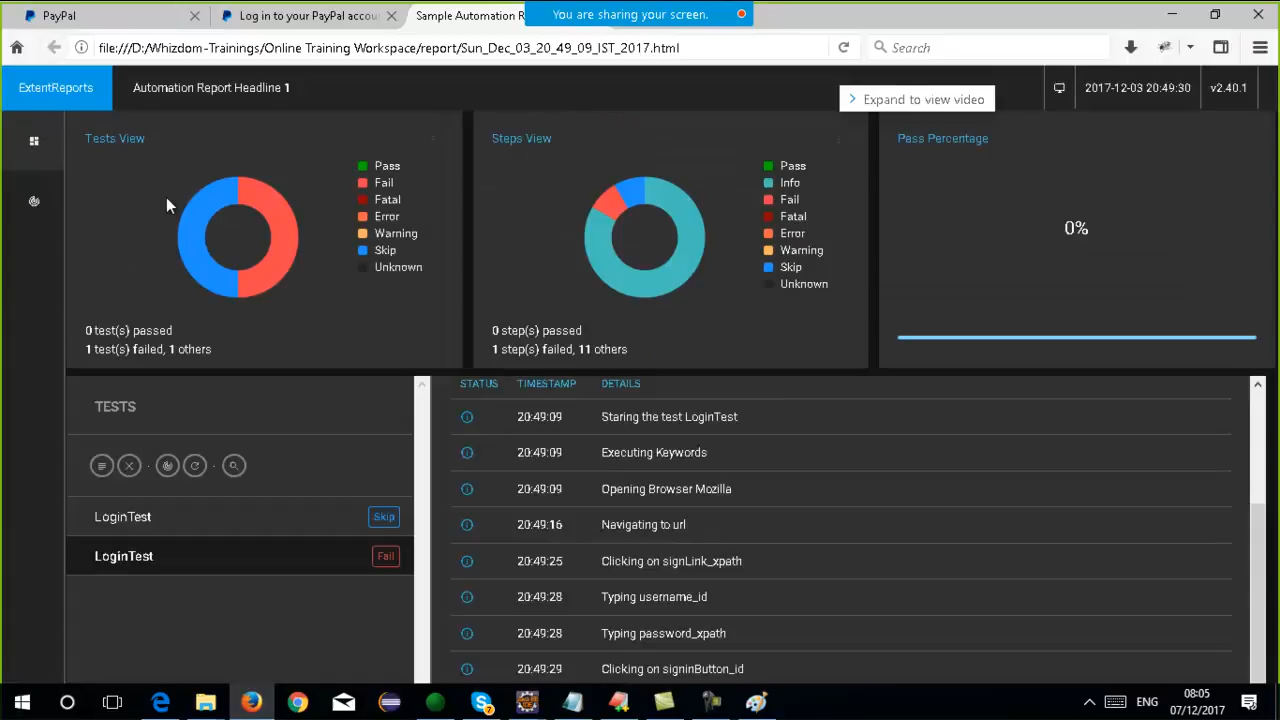 PayPal
Log in to your PayPal accou
Sample Automation R
You are sharing your screen.
file:///D:/Whizdom-Trainings/Online Training Workspace/report/Sun_Dec_03_20_49_09_IST_2017.html
Search
ExtentReports
Automation Report Headline 1
Expand to view video
2017-12-03 20:49:30
v2.40.1
Tests View
Pass
Fail
Fatal
Error
Warning
Skip
Unknown
0 test(s) passed
1 test(s) failed, 1 others
Steps View
Pass
Info
Fail
Fatal
Error
Warning
Skip
Unknown
0 step(s) passed
1 step(s) failed, 11 others
Pass Percentage
0%
TESTS
LoginTest Skip
LoginTest Fail
STATUS TIMESTAMP DETAILS
20:49:09 Staring the test LoginTest
20:49:09 Executing Keywords
20:49:09 Opening Browser Mozilla
20:49:16 Navigating to url
20:49:25 Clicking on signLink_xpath
20:49:28 Typing username_id
20:49:28 Typing password_xpath
20:49:29 Clicking on signinButton_id
ENG
08:05
07/12/2017